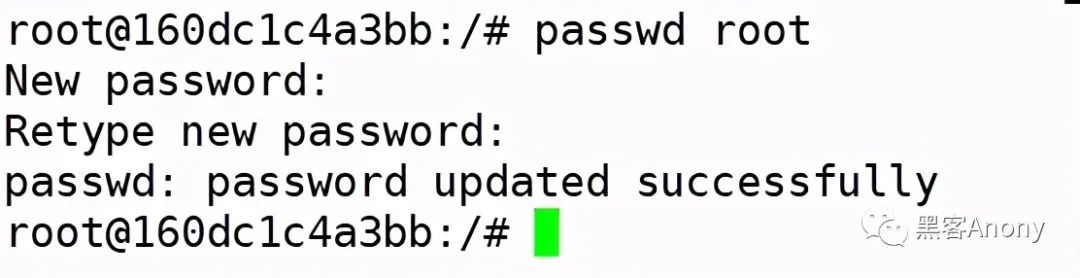 root@160dc1c4a3bb:/# passwd root
New password:
Retype new password:
passwd: password updated successfully
root@160dc1c4a3bb:/#
黑客Anony